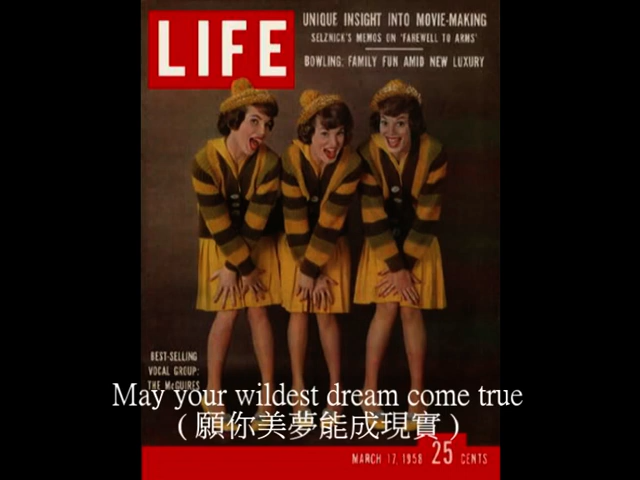 LIFE
UNIQUE INSIGHT INTO MOVIE-MAKING
SELZNICK'S MEMOS ON 'FAREWELL TO ARMS'
BOWLING: FAMILY FUN AMID NEW LUXURY
BEST-SELLING
VOCAL GROUP:
THE McGUIRES
May your wildest dream come true
(願你美夢能成現實)
MARCH 17, 1958 25 CENTS